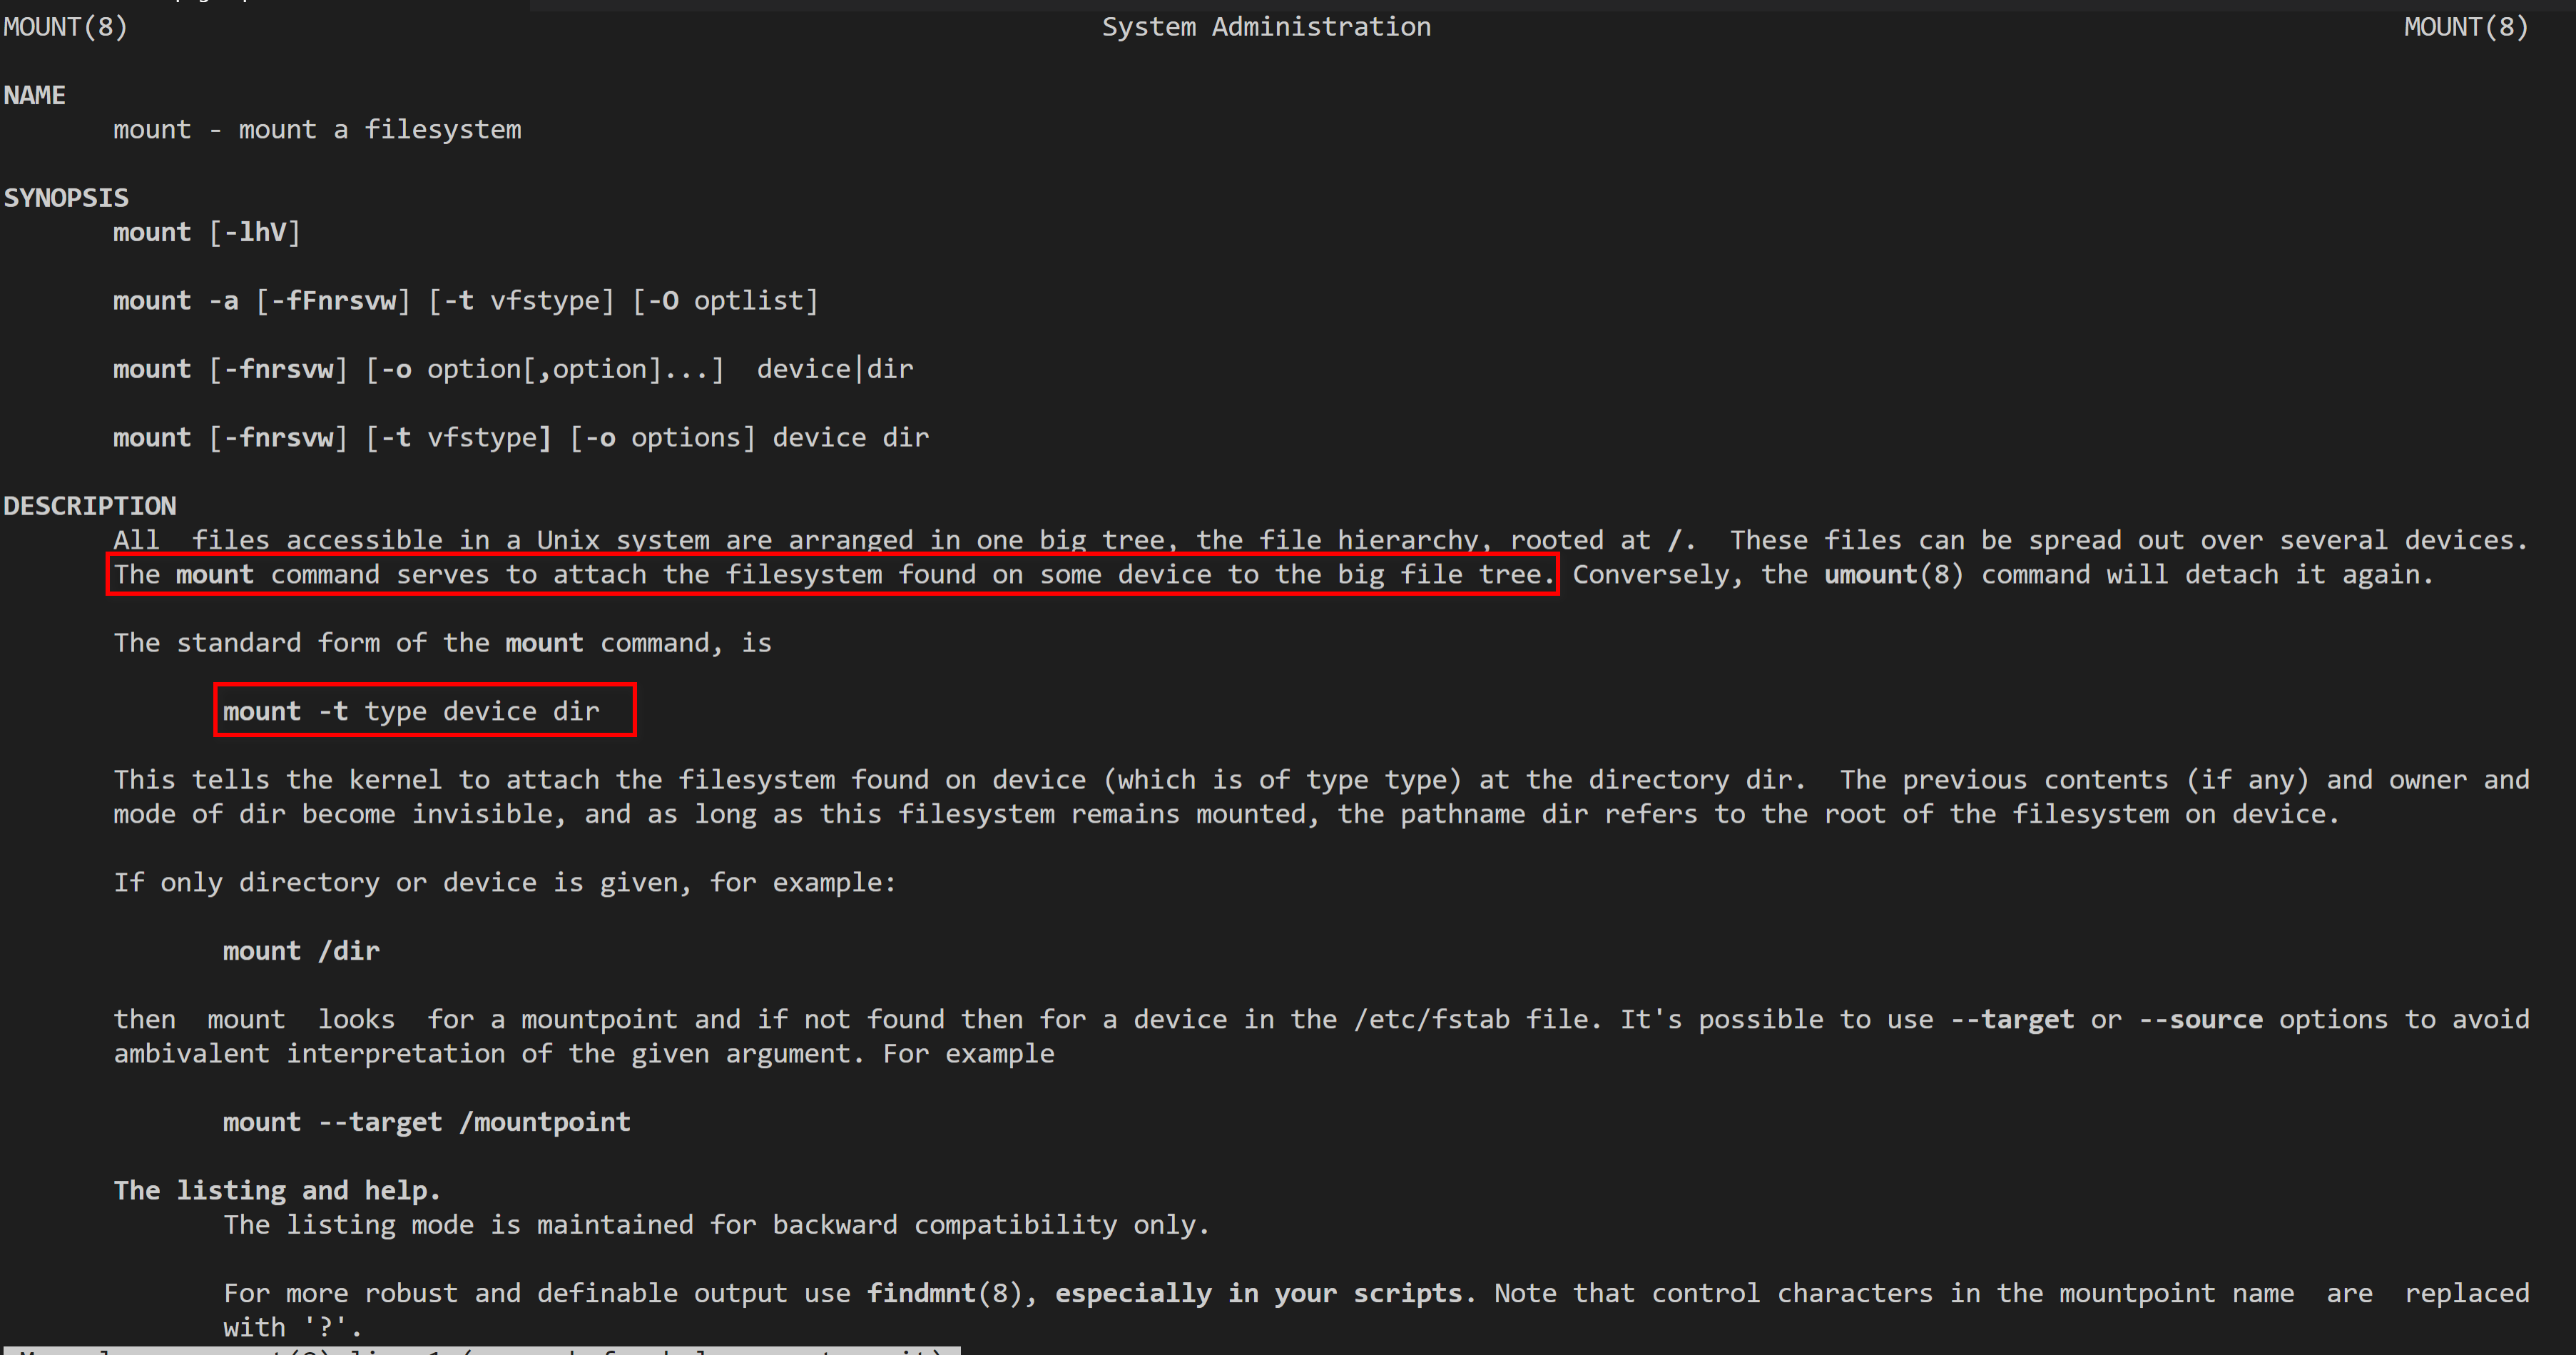 MOUNT(8) System Administration MOUNT(8)
NAME
mount - mount a filesystem
SYNOPSIS
mount [-lhV]
mount -a [-fFnrsvw] [-t vfstype] [-O optlist]
mount [-fnrsvw] [-o option[,option]...]  device|dir
mount [-fnrsvw] [-t vfstype] [-o options] device dir
DESCRIPTION
All  files accessible in a Unix system are arranged in one big tree, the file hierarchy, rooted at /.  These files can be spread out over several devices.
The mount command serves to attach the filesystem found on some device to the big file tree. Conversely, the umount(8) command will detach it again.
The standard form of the mount command, is
mount -t type device dir
This tells the kernel to attach the filesystem found on device (which is of type type) at the directory dir.  The previous contents (if any) and owner and
mode of dir become invisible, and as long as this filesystem remains mounted, the pathname dir refers to the root of the filesystem on device.
If only directory or device is given, for example:
mount /dir
then  mount  looks  for a mountpoint and if not found then for a device in the /etc/fstab file. It's possible to use --target or --source options to avoid
ambivalent interpretation of the given argument. For example
mount --target /mountpoint
The listing and help.
The listing mode is maintained for backward compatibility only.
For more robust and definable output use findmnt(8), especially in your scripts. Note that control characters in the mountpoint name  are  replaced
with '?'.